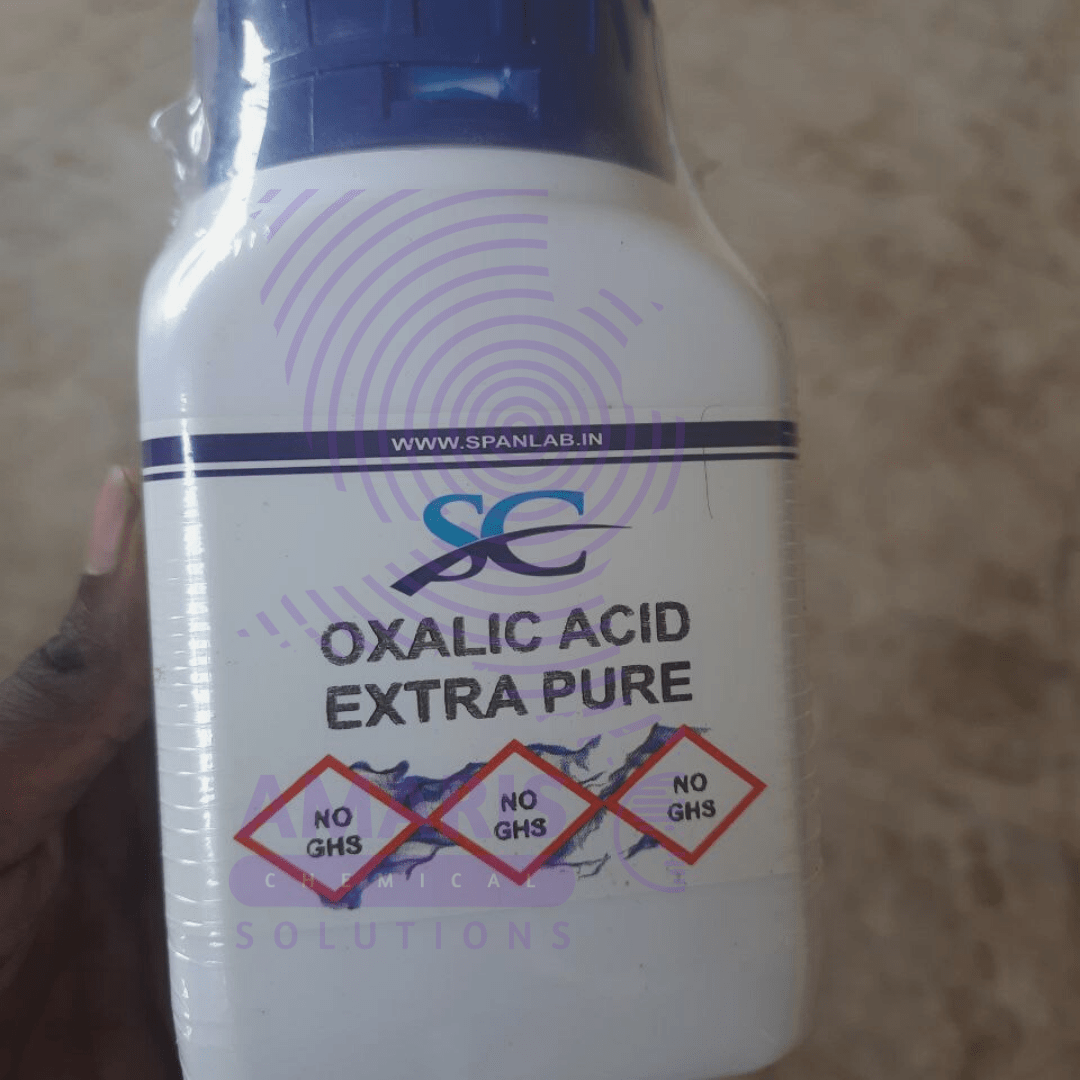 WWW.SPANLAB.IN
SC
OXALIC ACID
EXTRA PURE
NO
GHS
NO
GHS
NO
GHS
AMARIS
CHEMICAL
SOLUTIONS